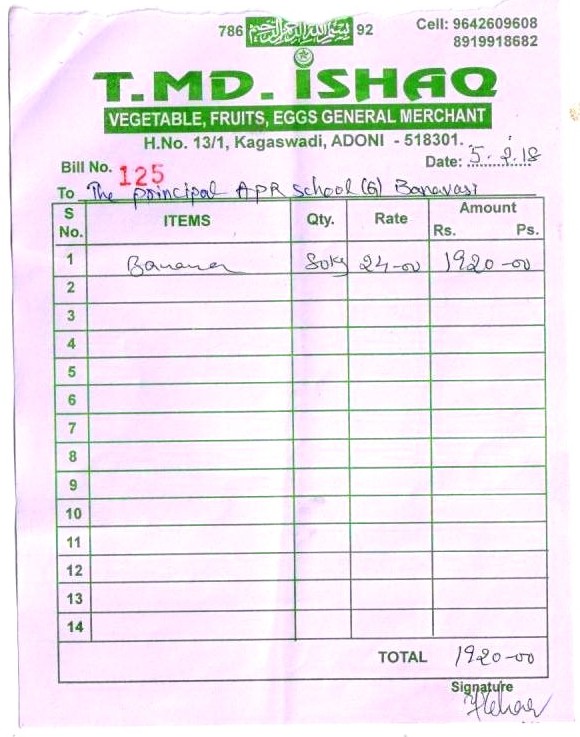 786 بسم الله الرحمن الرحيم 92
Cell: 9642609608
8919918682
T.MD. ISHAQ
VEGETABLE, FRUITS, EGGS GENERAL MERCHANT
H.No. 13/1, Kagaswadi, ADONI - 518301.
Bill No. 125
Date: 5.2.18
To The principal APR School (G) Banavasi
S No. ITEMS Qty. Rate Amount
Rs. Ps.
1 Banana 80kg 24-00 1920-00
2
3
4
5
6
7
8
9
10
11
12
13
14
TOTAL 1920-00
Signature